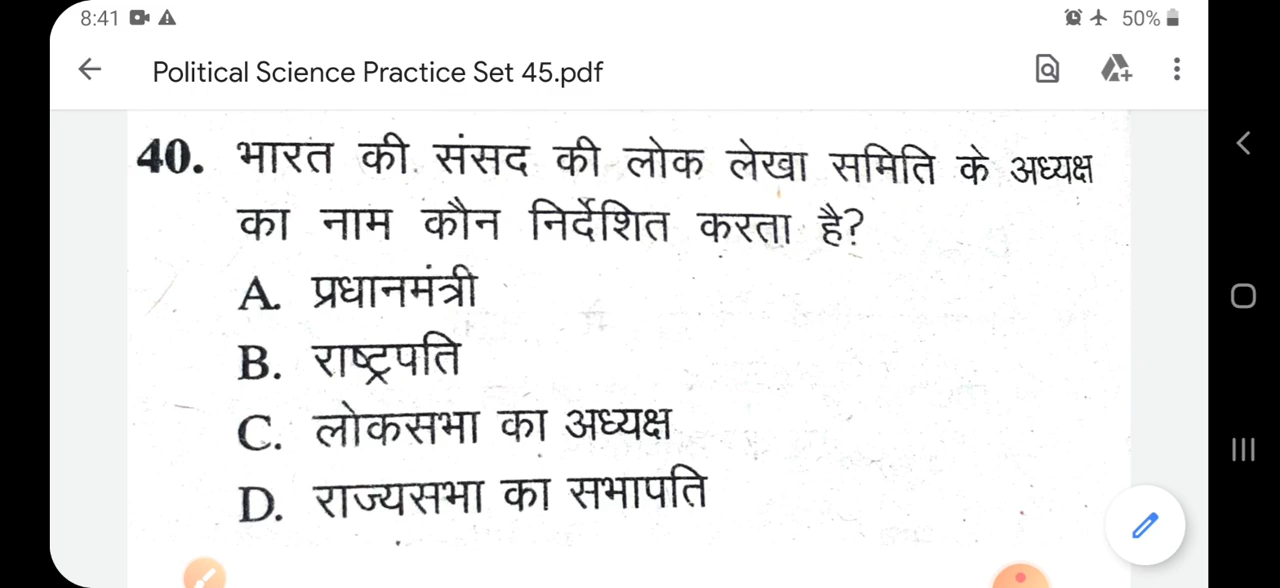 8:41
50%
Political Science Practice Set 45.pdf
40. भारत की संसद की लोक लेखा समिति के अध्यक्ष
का नाम कौन निर्देशित करता है?
A. प्रधानमंत्री
B. राष्ट्रपति
C. लोकसभा का अध्यक्ष
D. राज्यसभा का सभापति